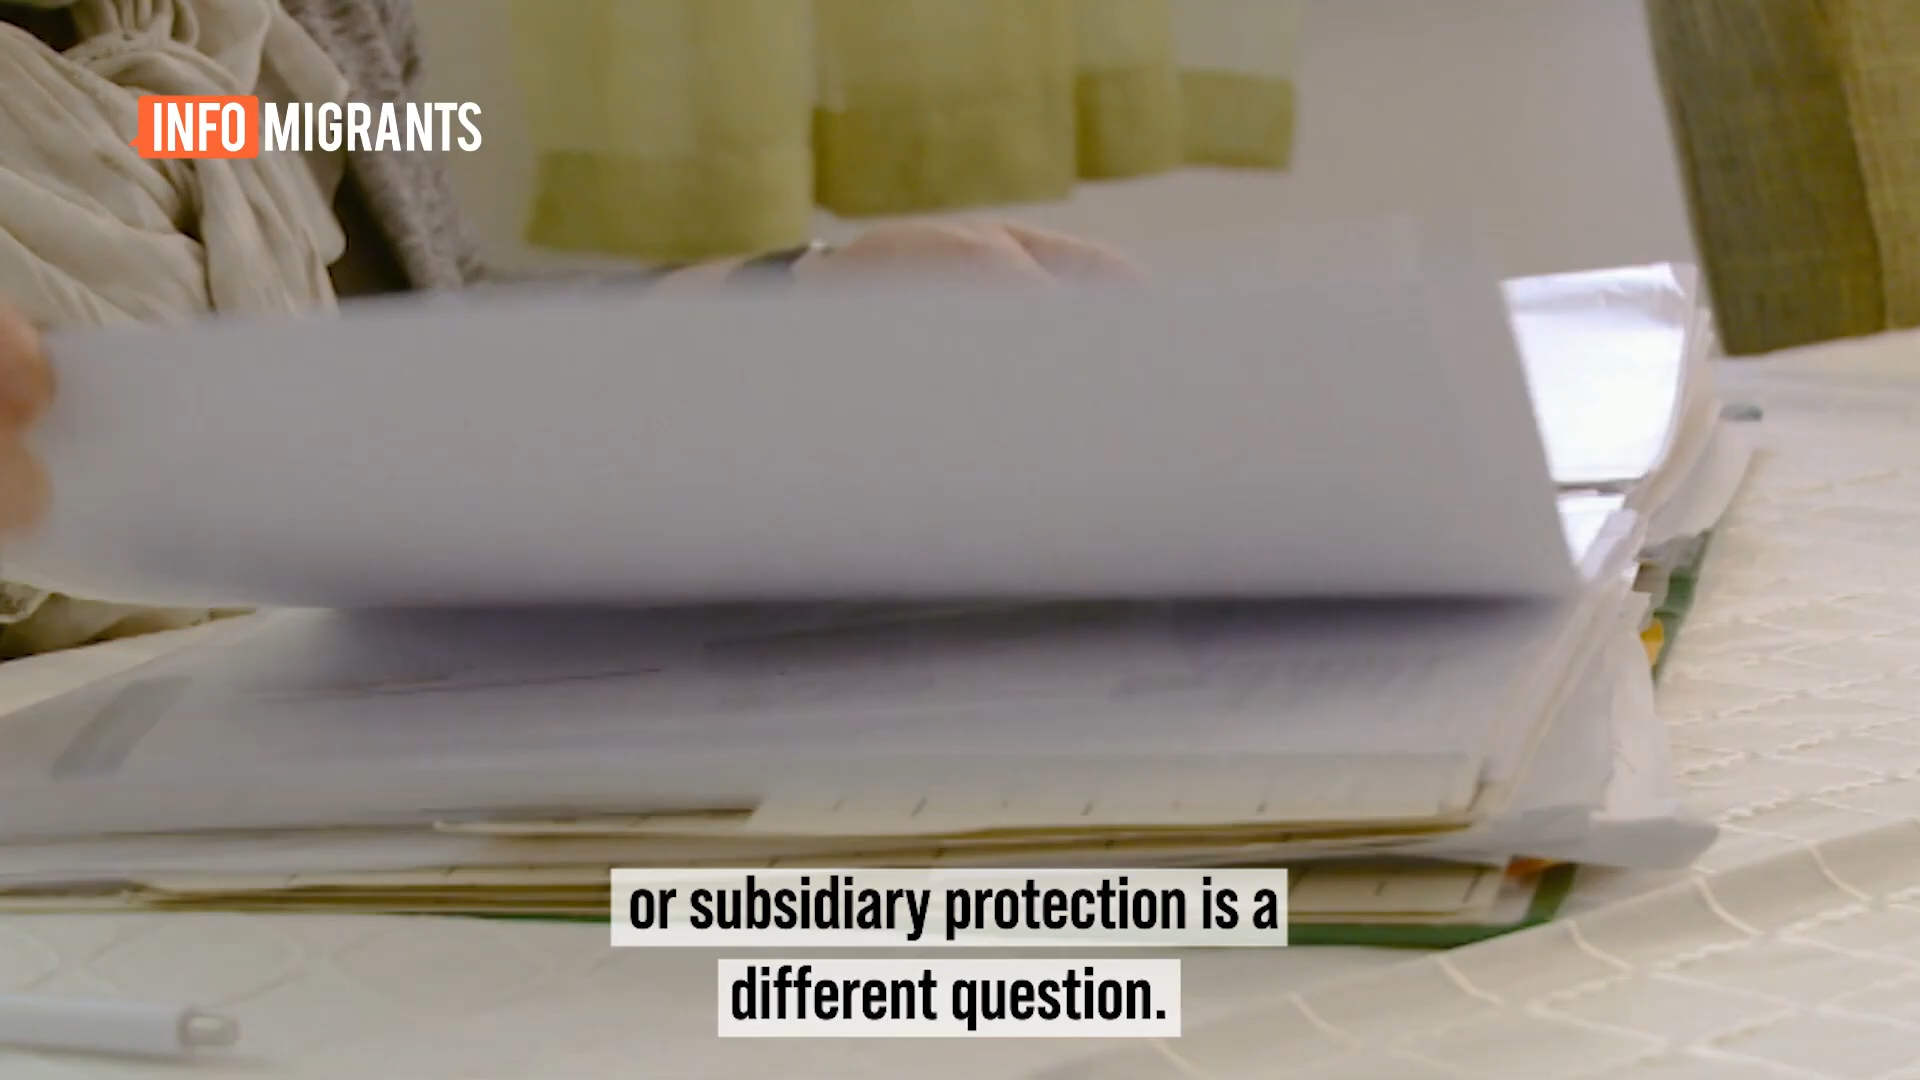 INFO MIGRANTS
or subsidiary protection is a
different question.